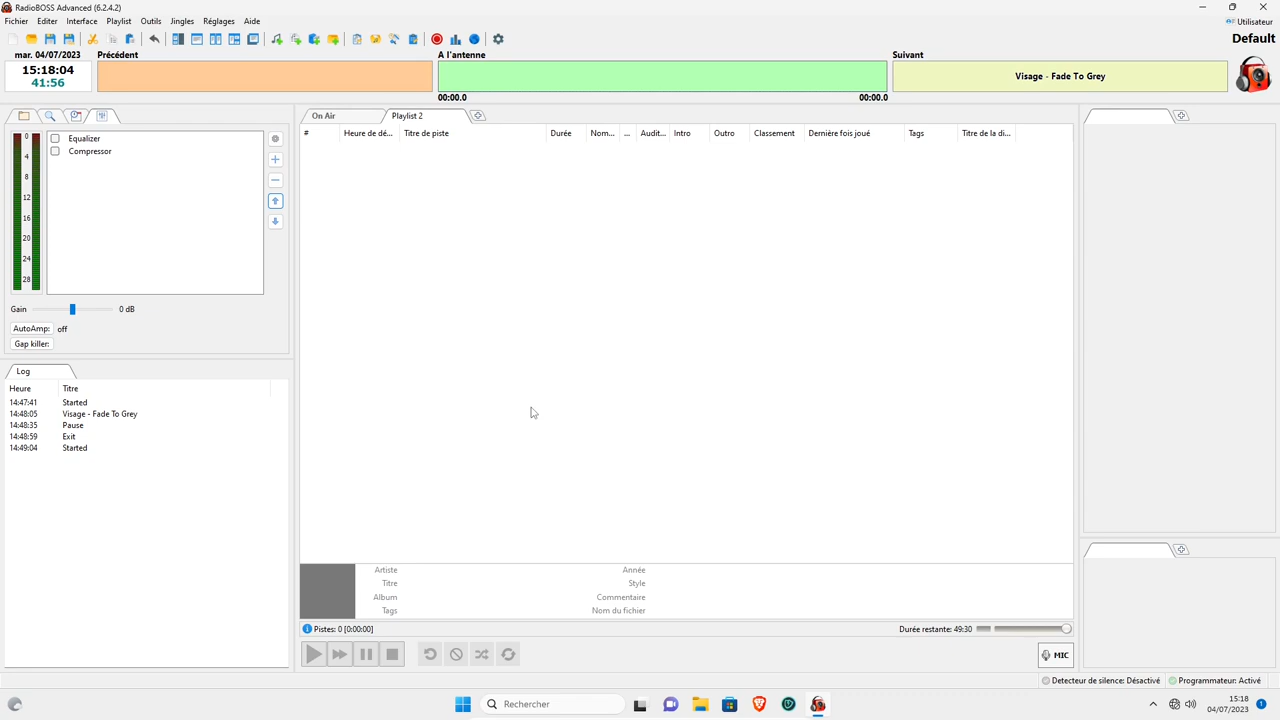 RadioBOSS Advanced (6.2.4.2)
Fichier Editer Interface Playlist Outils Jingles Réglages Aide
Utilisateur
mar. 04/07/2023 Précédent A l'antenne Suivant Default
15:18:04
41:56
Visage - Fade To Grey
00:00.0 00:00.0
On Air Playlist 2
# Heure de dé... Titre de piste Durée Nom... ... Audit... Intro Outro Classement Dernière fois joué Tags Titre de la di...
0
4
8
12
16
20
24
28
Equalizer
Compressor
Gain 0 dB
AutoAmp: off
Gap killer:
Log
Heure Titre
14:47:41 Started
14:48:05 Visage - Fade To Grey
14:48:35 Pause
14:48:59 Exit
14:49:04 Started
Artiste Année
Titre Style
Album Commentaire
Tags Nom du fichier
Pistes: 0 [0:00:00] Durée restante: 49:30
MIC
Detecteur de silence: Désactivé Programmateur: Activé
Rechercher
15:18
04/07/2023
1